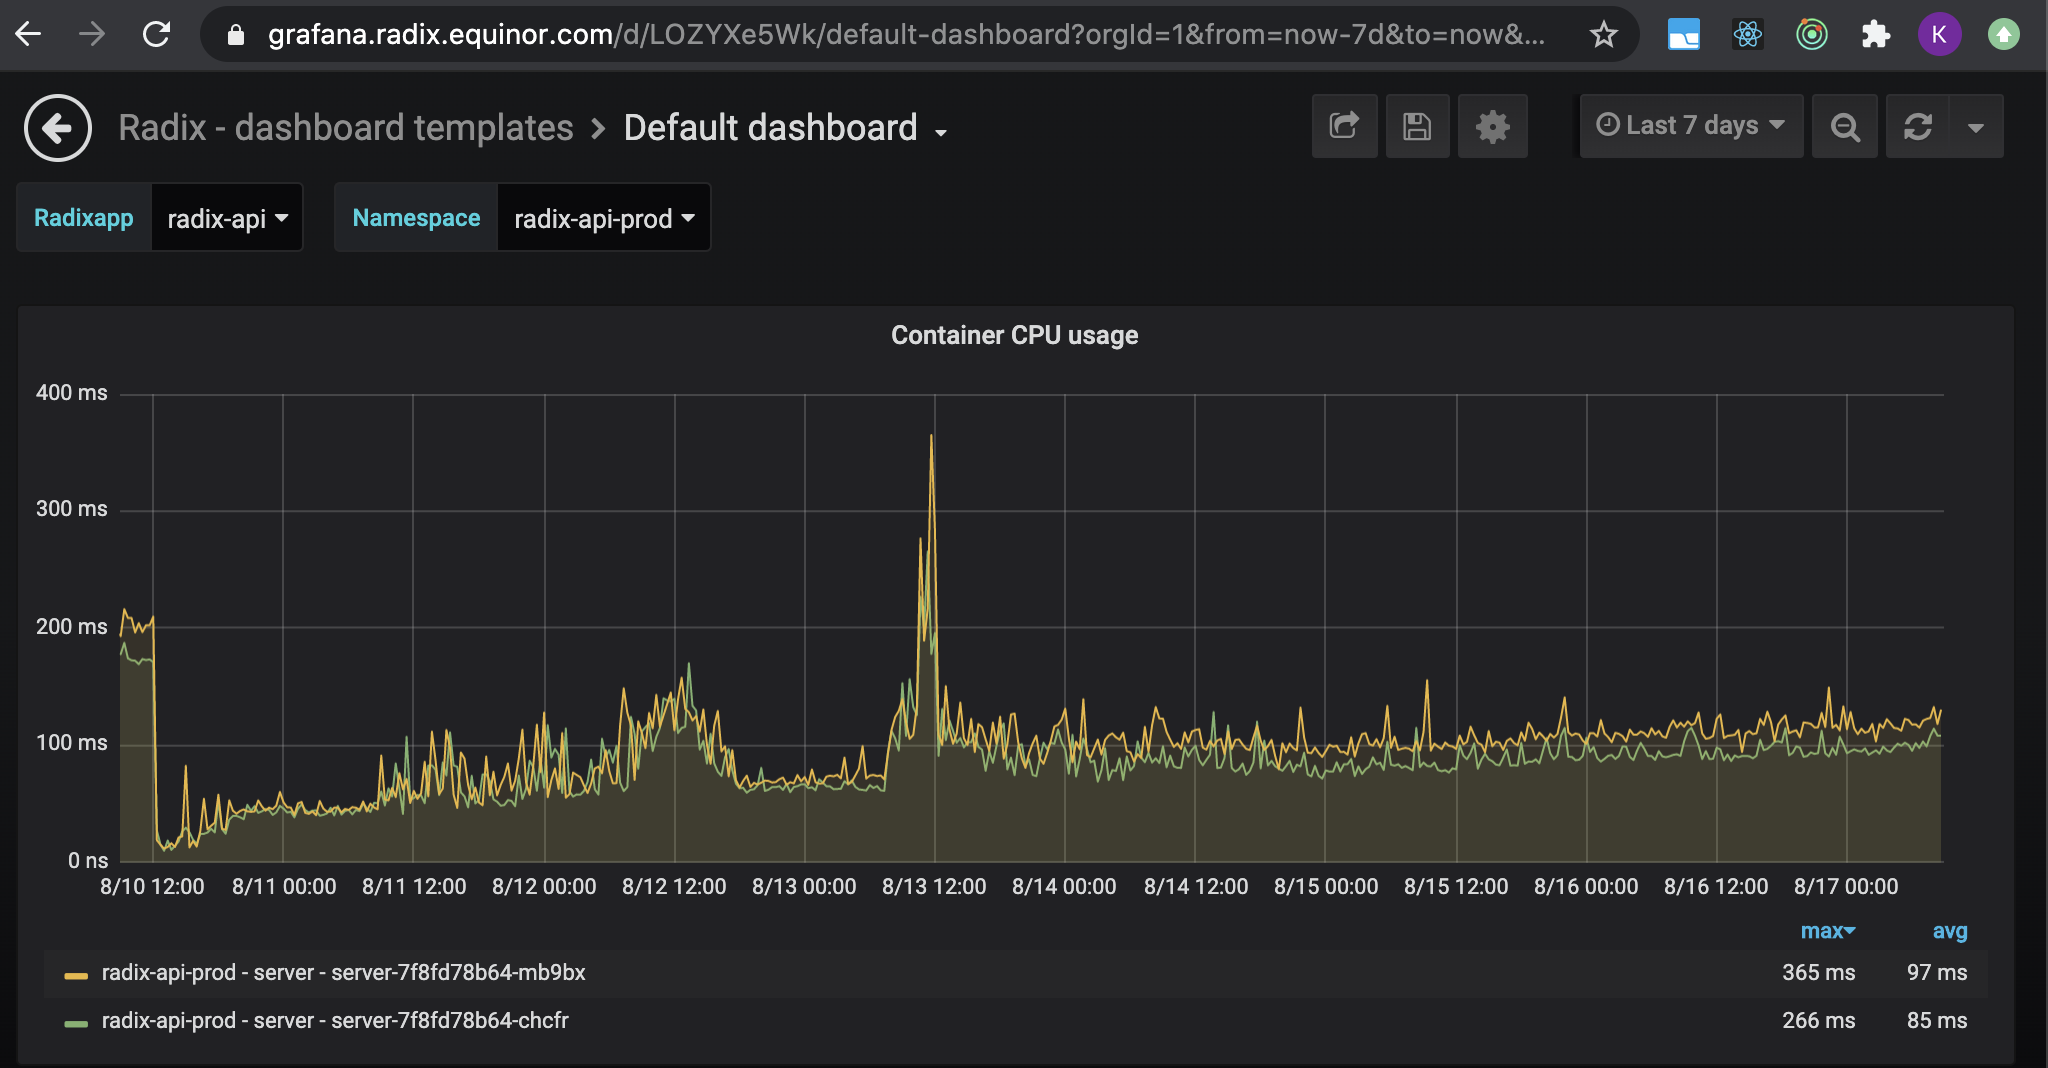 grafana.radix.equinor.com/d/LOZYXe5Wk/default-dashboard?orgId=1&from=now-7d&to=now&...
K
Radix - dashboard templates > Default dashboard
Last 7 days
Radixapp radix-api
Namespace radix-api-prod
Container CPU usage
400 ms
300 ms
200 ms
100 ms
0 ns
8/10 12:00 8/11 00:00 8/11 12:00 8/12 00:00 8/12 12:00 8/13 00:00 8/13 12:00 8/14 00:00 8/14 12:00 8/15 00:00 8/15 12:00 8/16 00:00 8/16 12:00 8/17 00:00
max avg
radix-api-prod - server - server-7f8fd78b64-mb9bx 365 ms 97 ms
radix-api-prod - server - server-7f8fd78b64-chcfr 266 ms 85 ms